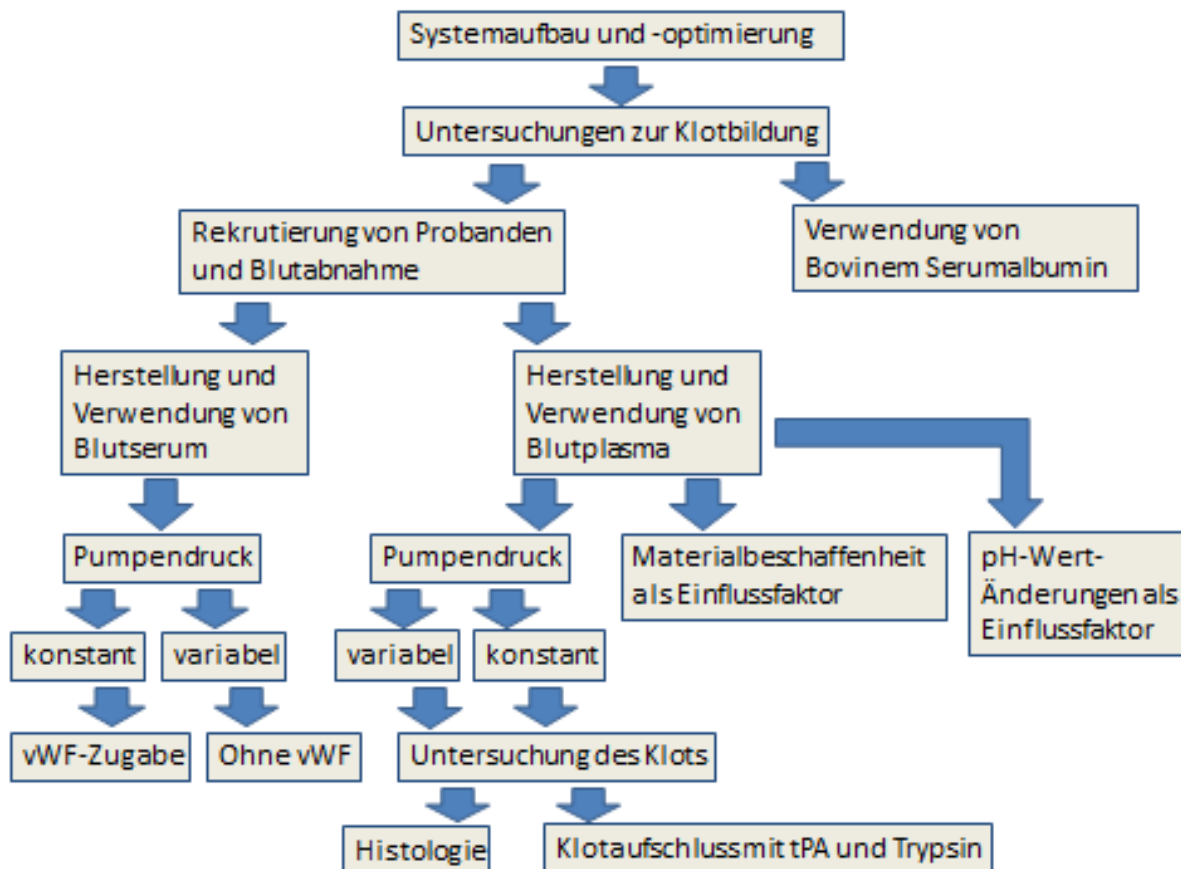 Systemaufbau und -optimierung
Untersuchungen zur Klotbildung
Rekrutierung von Probanden
und Blutabnahme
Verwendung von
Bovinem Serumalbumin
Herstellung und
Verwendung von
Blutserum
Herstellung und
Verwendung von
Blutplasma
Pumpendruck
Pumpendruck
Materialbeschaffenheit
als Einflussfaktor
pH-Wert-
Änderungen als
Einflussfaktor
konstant
variabel
variabel
konstant
vWF-Zugabe
Ohne vWF
Untersuchung des Klots
Histologie
Klotaufschluss mit tPA und Trypsin